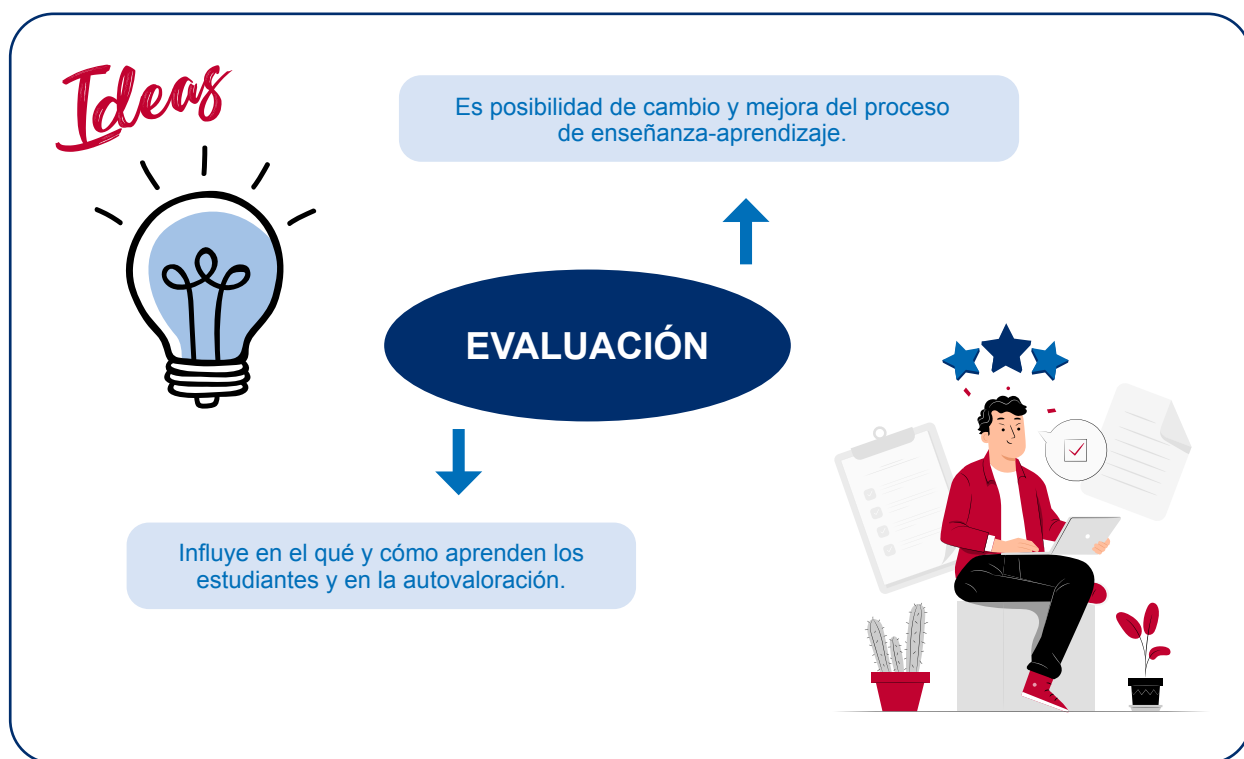 Ideas
Es posibilidad de cambio y mejora del proceso
de enseñanza-aprendizaje.
EVALUACIÓN
Influye en el qué y cómo aprenden los
estudiantes y en la autovaloración.